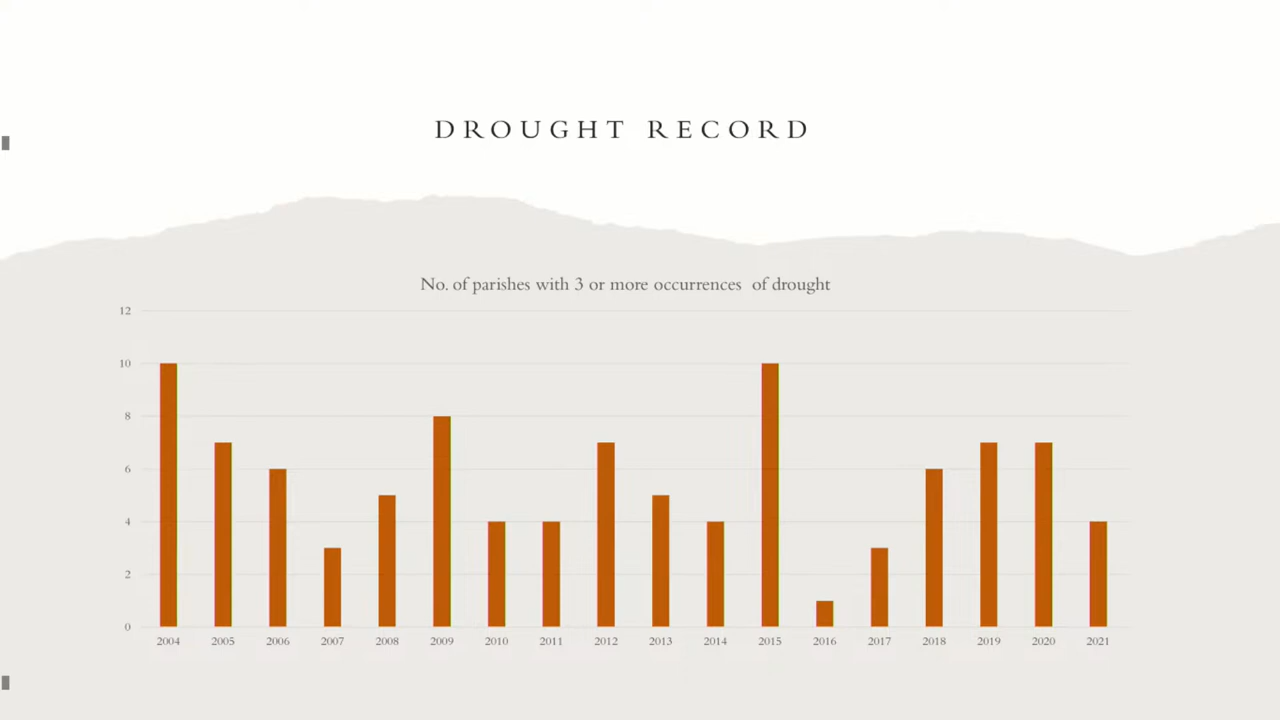 DROUGHT RECORD
No. of parishes with 3 or more occurrences of drought
12
10
8
6
4
2
0
2004 2005 2006 2007 2008 2009 2010 2011 2012 2013 2014 2015 2016 2017 2018 2019 2020 2021